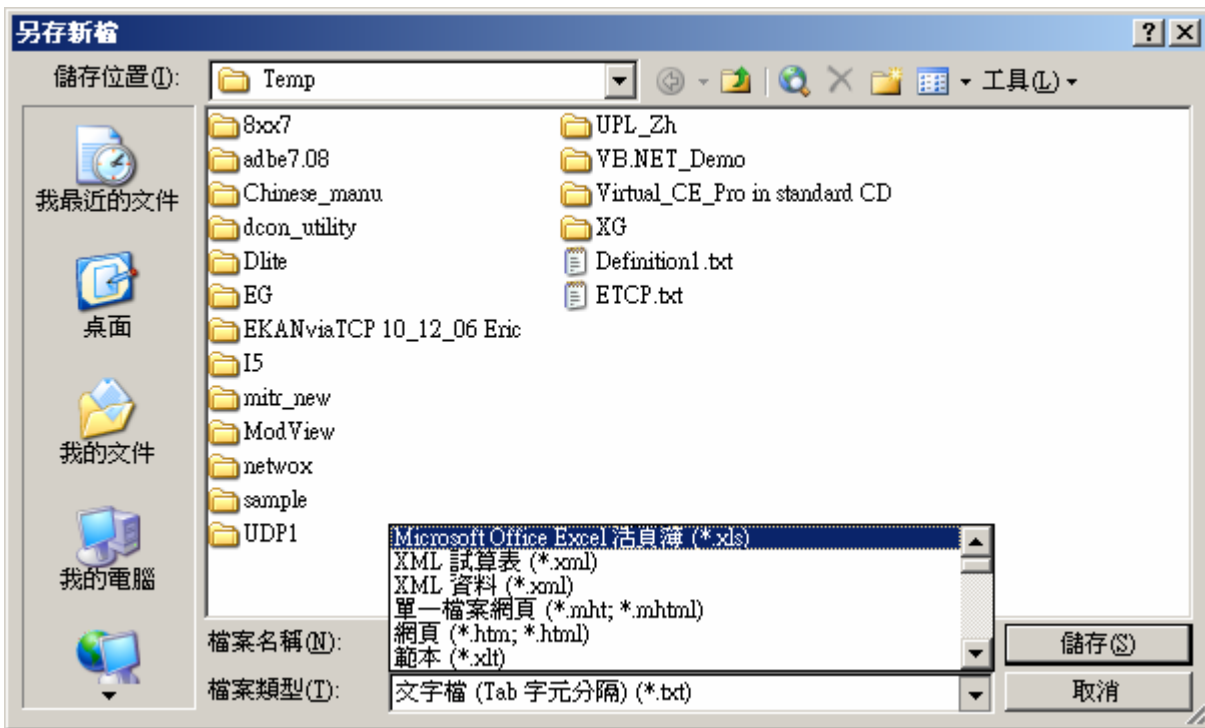 另存新檔
儲存位置(I):
Temp
工具(L)
我最近的文件
桌面
我的文件
我的電腦
8xx7
adbe7.08
Chinese_manu
dcon_utility
Dlite
EG
EKANviaTCP 10_12_06 Eric
I5
mitr_new
ModView
netwox
sample
UDP1
UPL_Zh
VB.NET_Demo
Virtual_CE_Pro in standard CD
XG
Definition1.txt
ETCP.txt
Microsoft Office Excel 活頁簿 (*.xls)
XML 試算表 (*.xml)
XML 資料 (*.xml)
單一檔案網頁 (*.mht; *.mhtml)
網頁 (*.htm; *.html)
範本 (*.xlt)
檔案名稱(N):
儲存(S)
檔案類型(T):
文字檔 (Tab 字元分隔) (*.txt)
取消